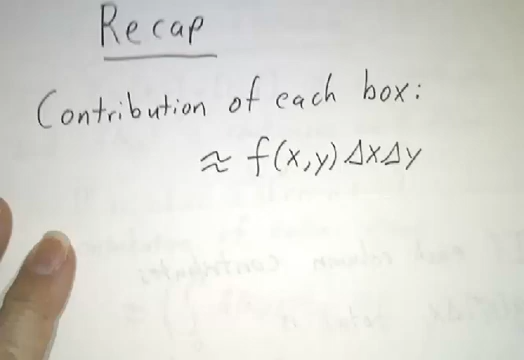 Recap
Contribution of each box:
≈ f(x,y) ΔxΔy